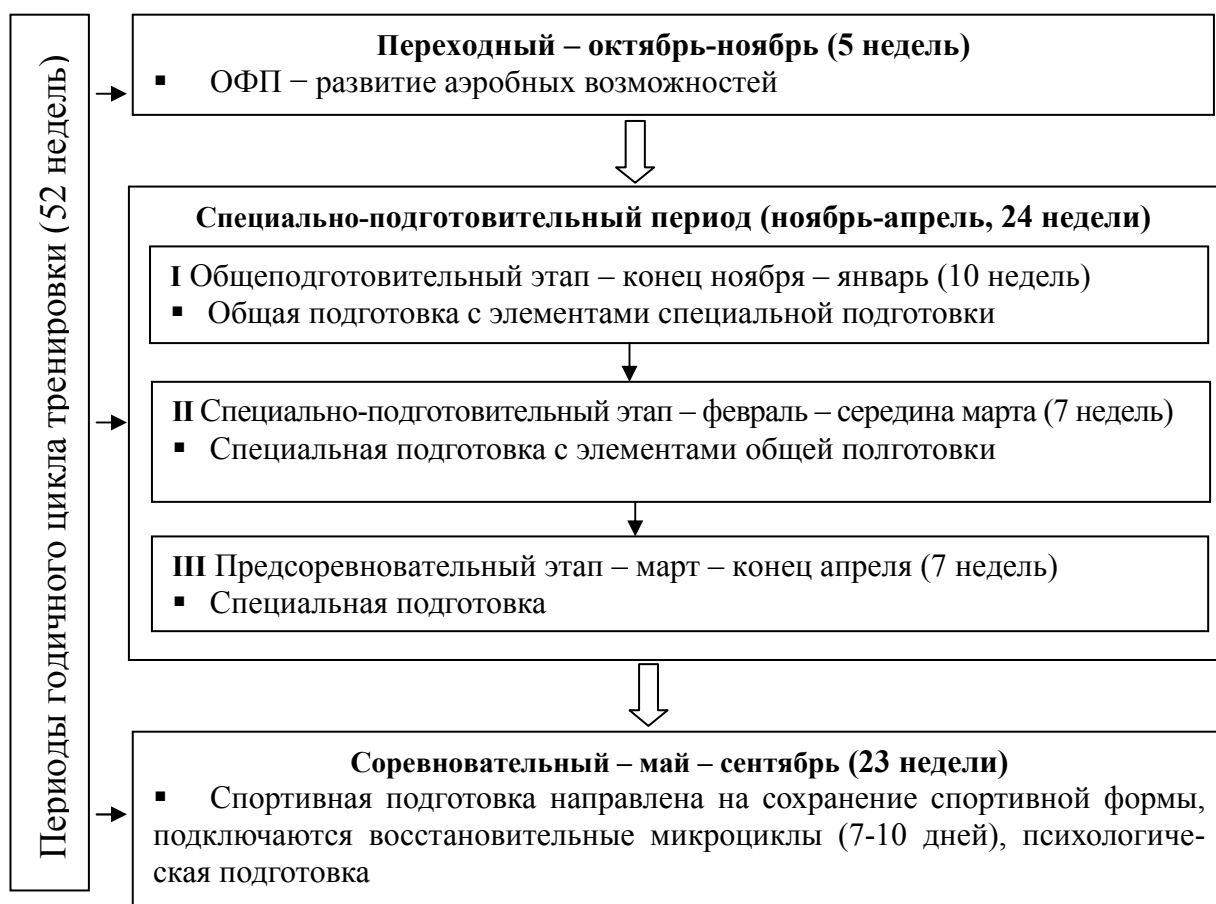 Периоды годичного цикла тренировки (52 недель)
Переходный – октябрь-ноябрь (5 недель)
▪ ОФП − развитие аэробных возможностей
Специально-подготовительный период (ноябрь-апрель, 24 недели)
I Общеподготовительный этап – конец ноября – январь (10 недель)
▪ Общая подготовка с элементами специальной подготовки
II Специально-подготовительный этап – февраль – середина марта (7 недель)
▪ Специальная подготовка с элементами общей полготовки
III Предсоревновательный этап – март – конец апреля (7 недель)
▪ Специальная подготовка
Соревновательный – май – сентябрь (23 недели)
▪ Спортивная подготовка направлена на сохранение спортивной формы,
подключаются восстановительные микроциклы (7-10 дней), психологиче-
ская подготовка